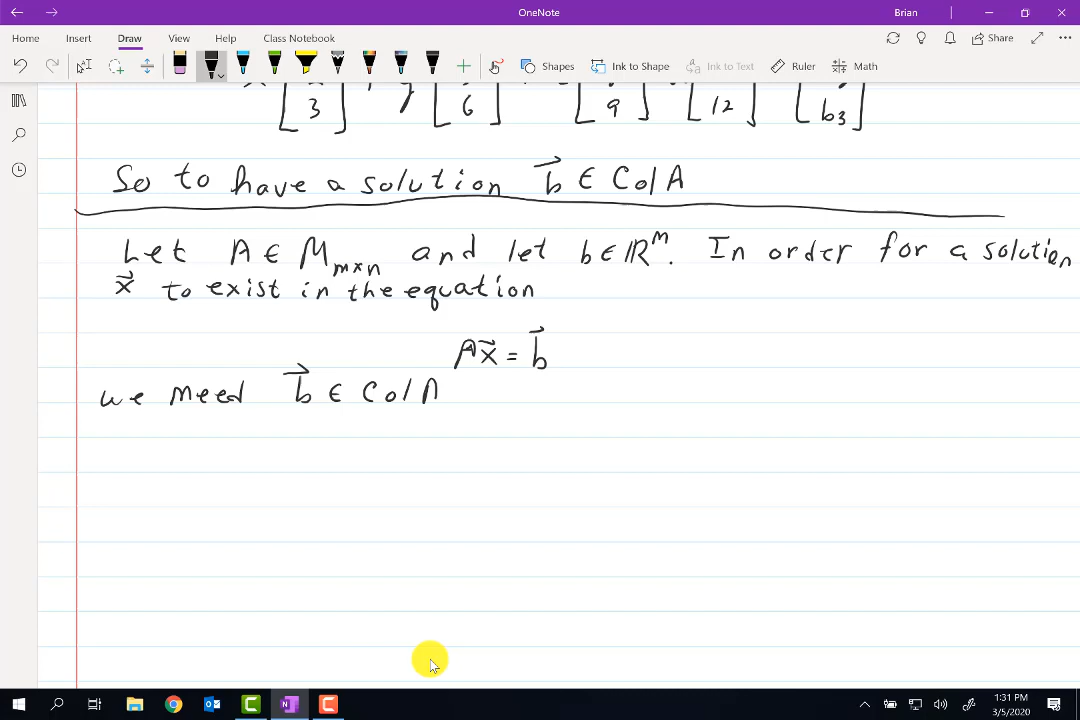 OneNote
Brian
Home Insert Draw View Help Class Notebook
Share
Shapes Ink to Shape Ink to Text Ruler Math
3 6 9 12 b3
So to have a solution b⃗ ∈ Col A
Let A ∈ M_{m×n} and let b ∈ ℝ^m. In order for a solution
x⃗ to exist in the equation
Ax⃗ = b⃗
we need b⃗ ∈ Col A
1:31 PM
3/5/2020